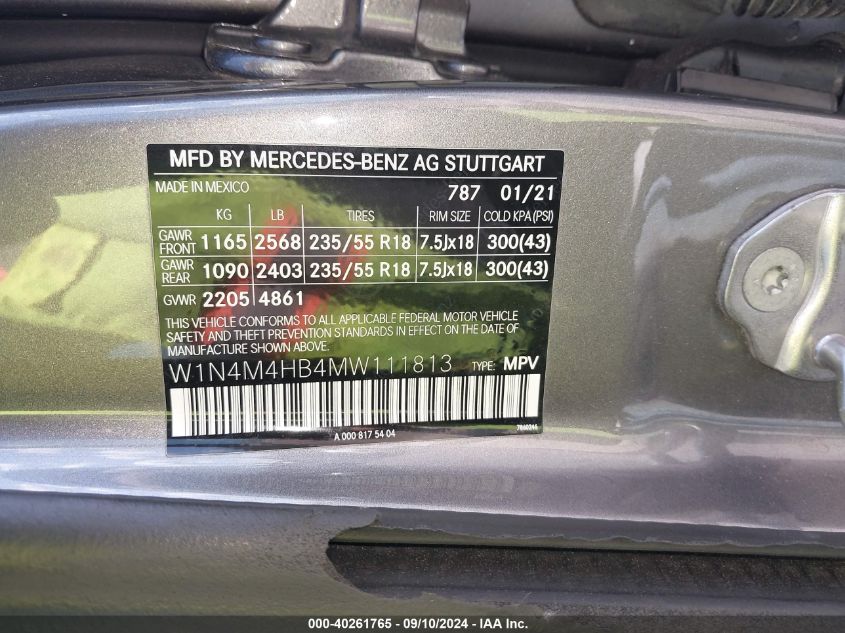 MFD BY MERCEDES-BENZ AG STUTTGART
MADE IN MEXICO 787 01/21
KG LB TIRES RIM SIZE COLD KPA(PSI)
GAWR FRONT 1165 2568 235/55 R18 7.5Jx18 300(43)
GAWR REAR 1090 2403 235/55 R18 7.5Jx18 300(43)
GVWR 2205 4861
THIS VEHICLE CONFORMS TO ALL APPLICABLE FEDERAL MOTOR VEHICLE
SAFETY AND THEFT PREVENTION STANDARDS IN EFFECT ON THE DATE OF
MANUFACTURE SHOWN ABOVE.
W1N4M4HB4MW111813 TYPE: MPV
A 000 817 54 04
000-40261765 - 09/10/2024 - © IAA, Inc.